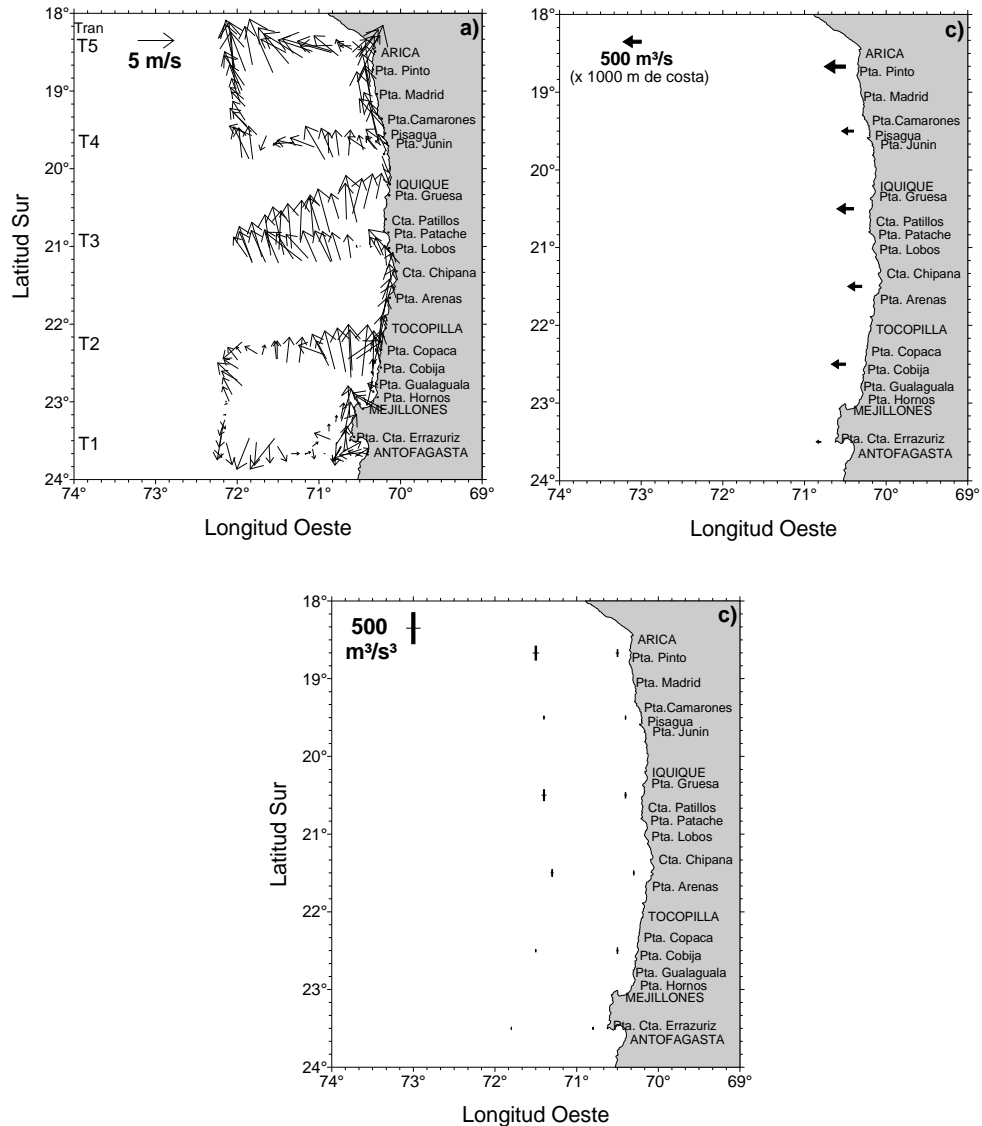 a)
Tran
T5
T4
T3
T2
T1
5 m/s
18°
19°
20°
21°
22°
23°
24°
Latitud Sur
ARICA
Pta. Pinto
Pta. Madrid
Pta.Camarones
Pisagua
Pta. Junin
IQUIQUE
Pta. Gruesa
Cta. Patillos
Pta. Patache
Pta. Lobos
Cta. Chipana
Pta. Arenas
TOCOPILLA
Pta. Copaca
Pta. Cobija
Pta. Gualaguala
Pta. Hornos
MEJILLONES
Pta. Cta. Errazuriz
ANTOFAGASTA
74° 73° 72° 71° 70° 69°
Longitud Oeste
c)
500 m³/s
(x 1000 m de costa)
18°
19°
20°
21°
22°
23°
24°
ARICA
Pta. Pinto
Pta. Madrid
Pta.Camarones
Pisagua
Pta. Junin
IQUIQUE
Pta. Gruesa
Cta. Patillos
Pta. Patache
Pta. Lobos
Cta. Chipana
Pta. Arenas
TOCOPILLA
Pta. Copaca
Pta. Cobija
Pta. Gualaguala
Pta. Hornos
MEJILLONES
Pta. Cta. Errazuriz
ANTOFAGASTA
74° 73° 72° 71° 70° 69°
Longitud Oeste
c)
500
m³/s³
18°
19°
20°
21°
22°
23°
24°
Latitud Sur
ARICA
Pta. Pinto
Pta. Madrid
Pta.Camarones
Pisagua
Pta. Junin
IQUIQUE
Pta. Gruesa
Cta. Patillos
Pta. Patache
Pta. Lobos
Cta. Chipana
Pta. Arenas
TOCOPILLA
Pta. Copaca
Pta. Cobija
Pta. Gualaguala
Pta. Hornos
MEJILLONES
Pta. Cta. Errazuriz
ANTOFAGASTA
74° 73° 72° 71° 70° 69°
Longitud Oeste